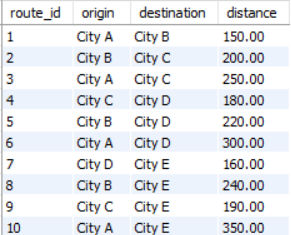 route_id origin destination distance
1 City A City B 150.00
2 City B City C 200.00
3 City A City C 250.00
4 City C City D 180.00
5 City B City D 220.00
6 City A City D 300.00
7 City D City E 160.00
8 City B City E 240.00
9 City C City E 190.00
10 City A City E 350.00